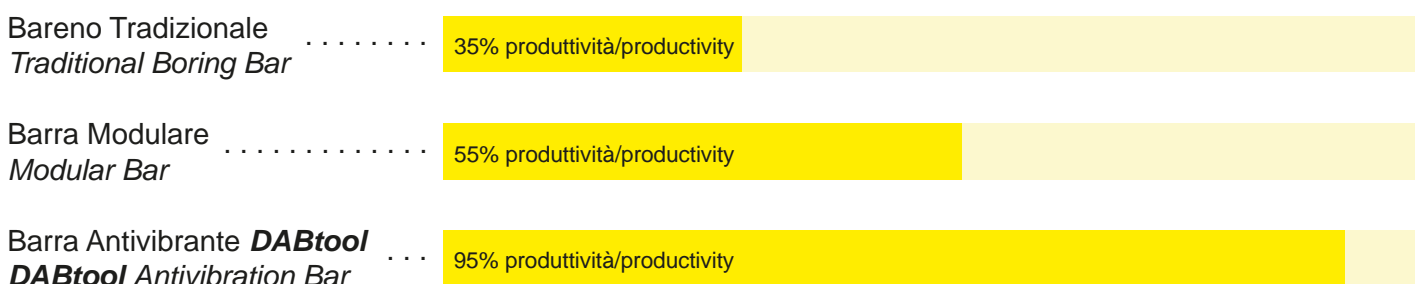 Bareno Tradizionale
Traditional Boring Bar
........
35% produttività/productivity
Barra Modulare
Modular Bar
.............
55% produttività/productivity
Barra Antivibrante DABtool
DABtool Antivibration Bar
...
95% produttività/productivity